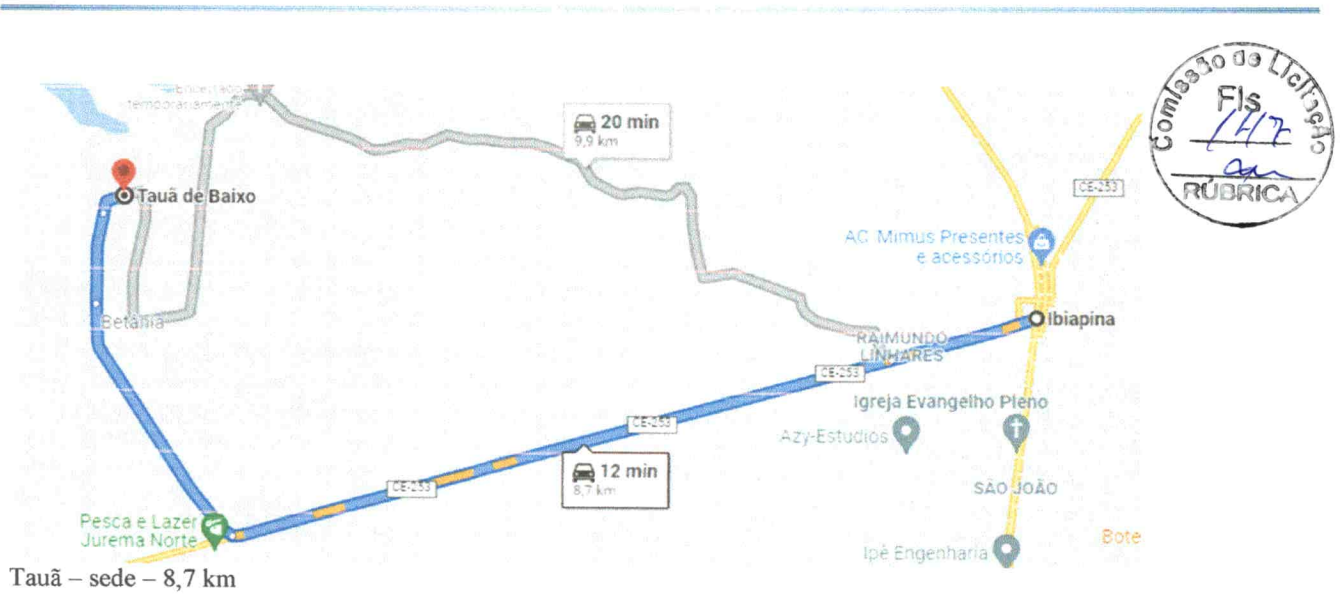 Comissão de Licitação
Fls
RÚBRICA
Encerrado
temporariamente
20 min
9,9 km
Tauã de Baixo
CE-253
AC Mimus Presentes
e acessórios
Betânia
Ibiapina
RAIMUNDO
LINHARES
CE-253
Igreja Evangelho Pleno
CE-253
Azy-Estudios
12 min
8,7 km
CE-253
SÃO JOÃO
Pesca e Lazer
Jurema Norte
Ipê Engenharia
Bote
Tauã – sede – 8,7 km